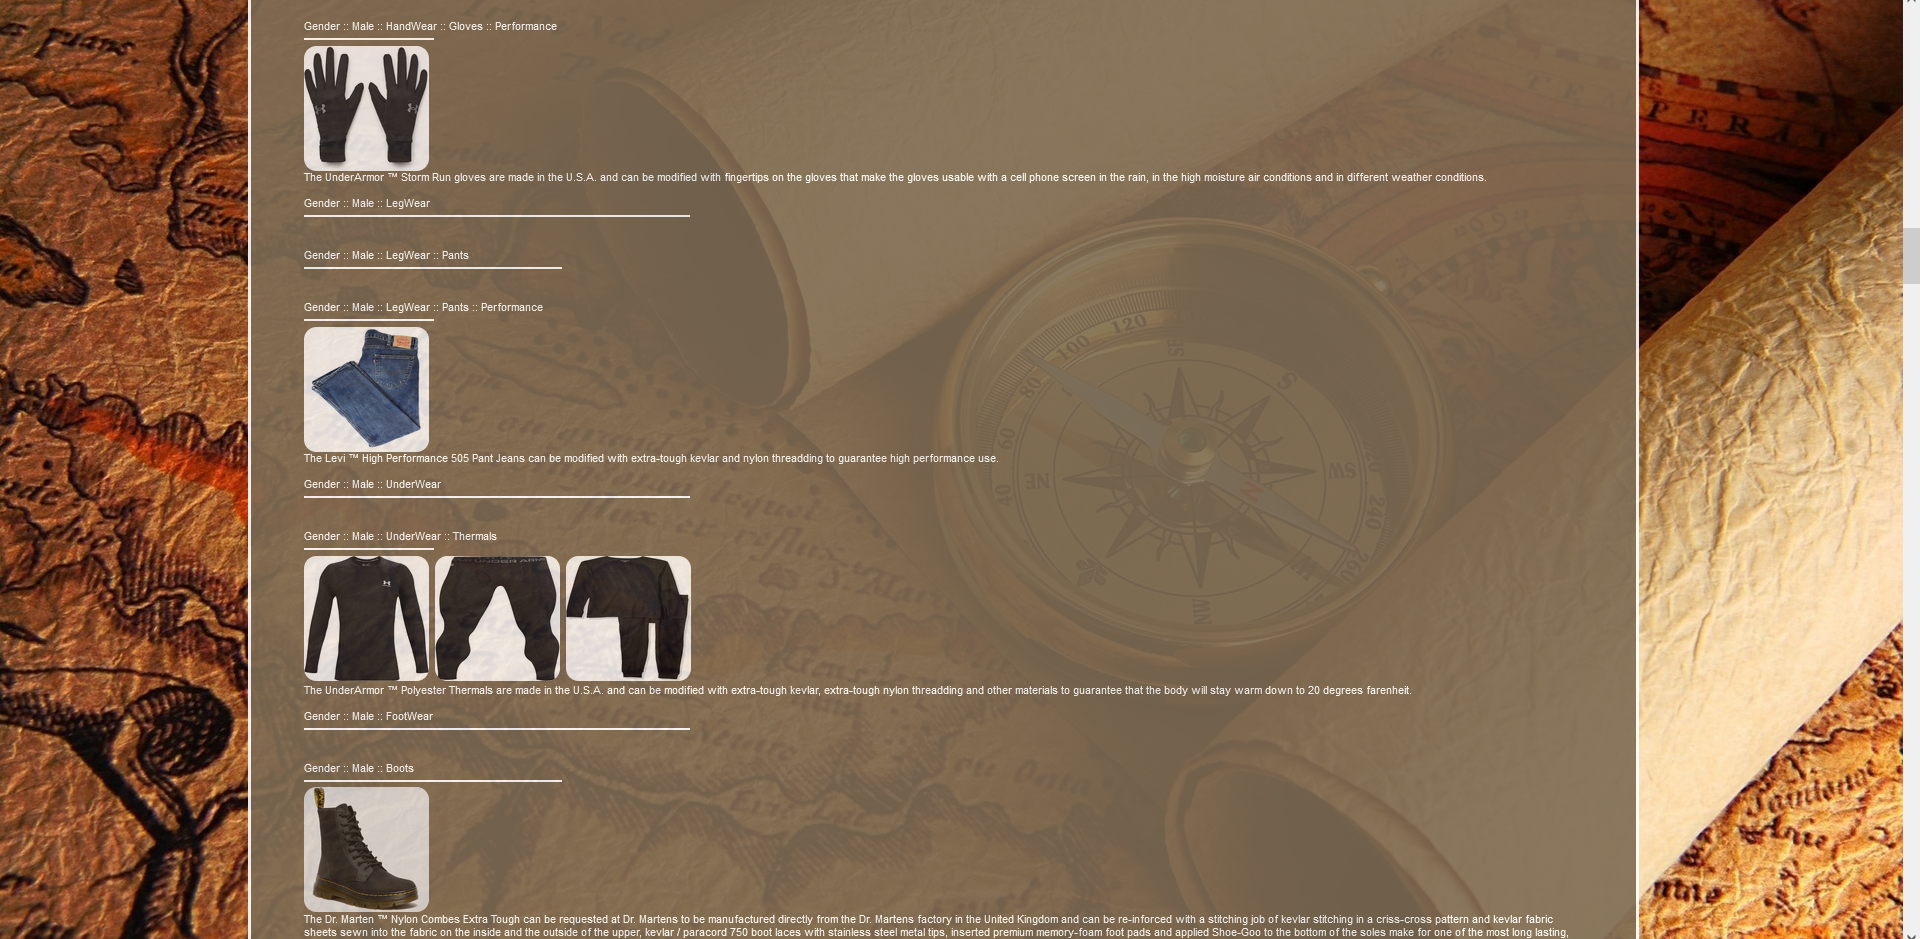 Gender :: Male :: HandWear :: Gloves :: Performance
The UnderArmor ™ Storm Run gloves are made in the U.S.A. and can be modified with fingertips on the gloves that make the gloves usable with a cell phone screen in the rain, in the high moisture air conditions and in different weather conditions.
Gender :: Male :: LegWear
Gender :: Male :: LegWear :: Pants
Gender :: Male :: LegWear :: Pants :: Performance
The Levi ™ High Performance 505 Pant Jeans can be modified with extra-tough kevlar and nylon threadding to guarantee high performance use.
Gender :: Male :: UnderWear
Gender :: Male :: UnderWear :: Thermals
The UnderArmor ™ Polyester Thermals are made in the U.S.A. and can be modified with extra-tough kevlar, extra-tough nylon threadding and other materials to guarantee that the body will stay warm down to 20 degrees farenheit.
Gender :: Male :: FootWear
Gender :: Male :: Boots
The Dr. Marten ™ Nylon Combes Extra Tough can be requested at Dr. Martens to be manufactured directly from the Dr. Martens factory in the United Kingdom and can be re-inforced with a stitching job of kevlar stitching in a criss-cross pattern and kevlar fabric
sheets sewn into the fabric on the inside and the outside of the upper, kevlar / paracord 750 boot laces with stainless steel metal tips, inserted premium memory-foam foot pads and applied Shoe-Goo to the bottom of the soles make for one of the most long lasting,
120
100
80
60
40
NE
S
SW
240
260